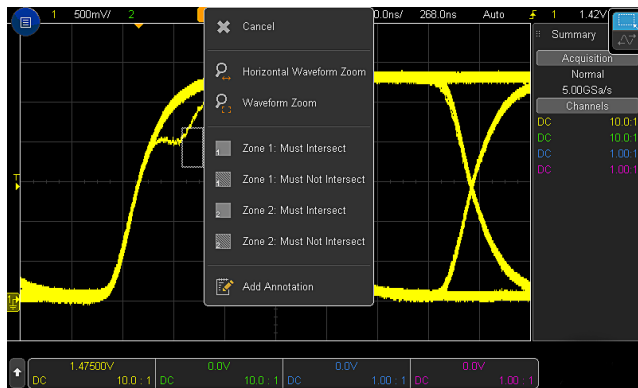 1 500mV/ 2 0.0ns/ 268.0ns Auto 1 1.42V
Cancel
Horizontal Waveform Zoom
Waveform Zoom
1 Zone 1: Must Intersect
1 Zone 1: Must Not Intersect
2 Zone 2: Must Intersect
2 Zone 2: Must Not Intersect
Add Annotation
Summary
Acquisition
Normal
5.00GSa/s
Channels
DC 10.0:1
DC 10.0:1
DC 1.00:1
DC 1.00:1
T
1
1.47500V 0.0V 0.0V 0.0V
DC 10.0 : 1 DC 10.0 : 1 DC 1.00 : 1 DC 1.00 : 1